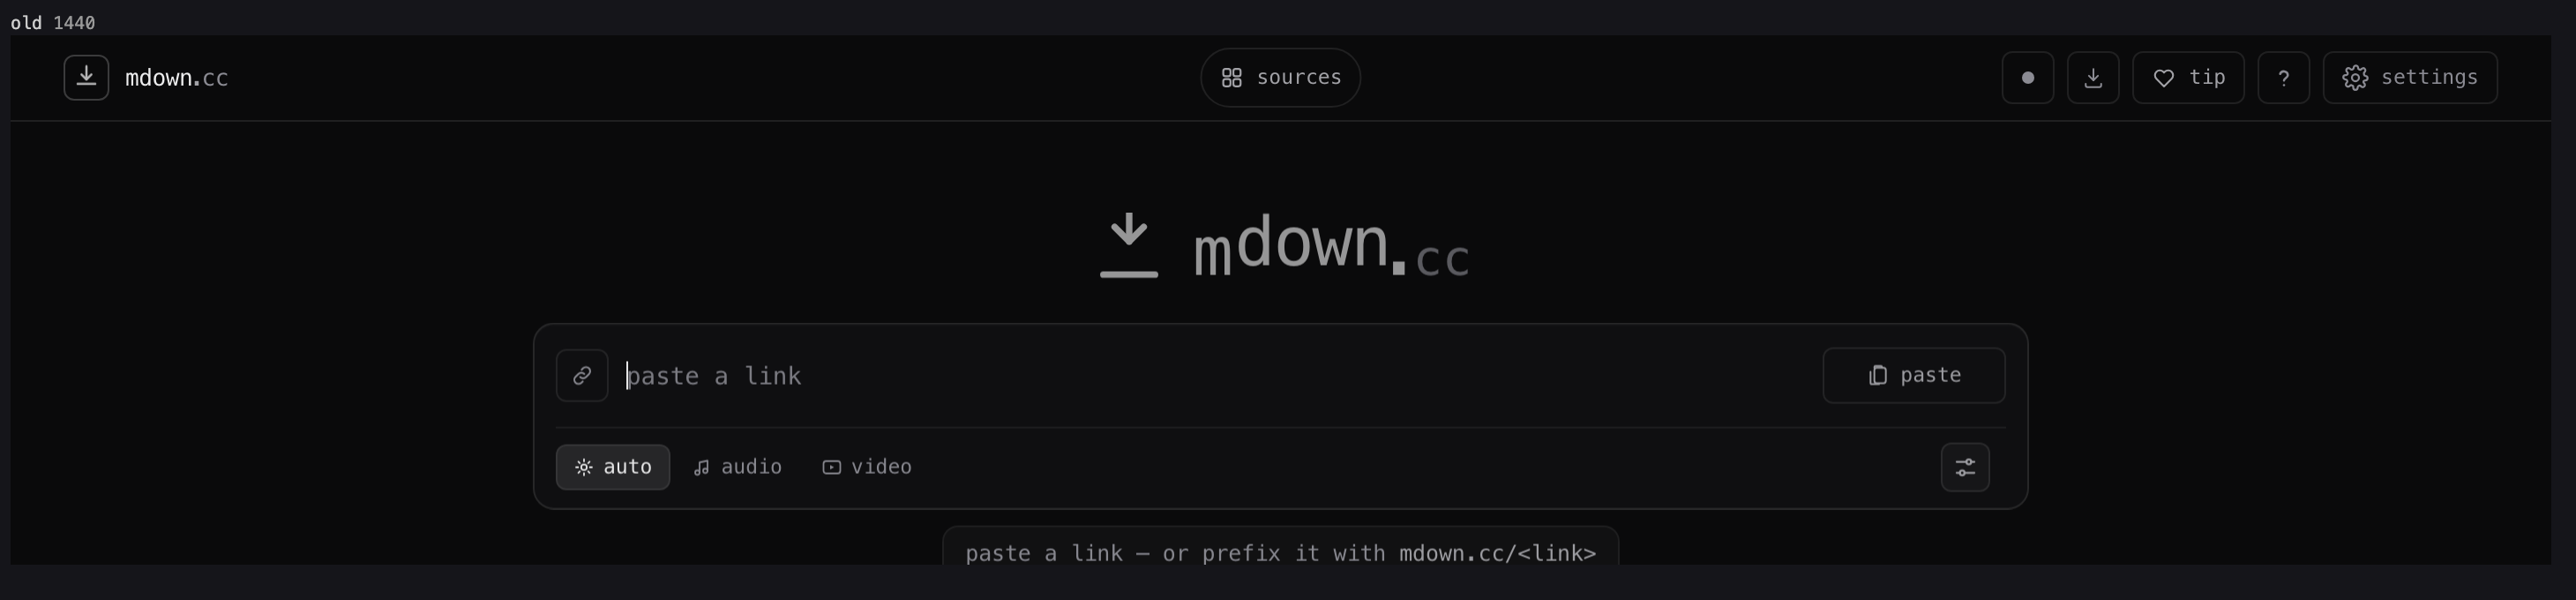 old 1440
mdown.cc
sources
tip
?
settings
mdown.cc
paste a link
paste
auto
audio
video
paste a link — or prefix it with mdown.cc/<link>